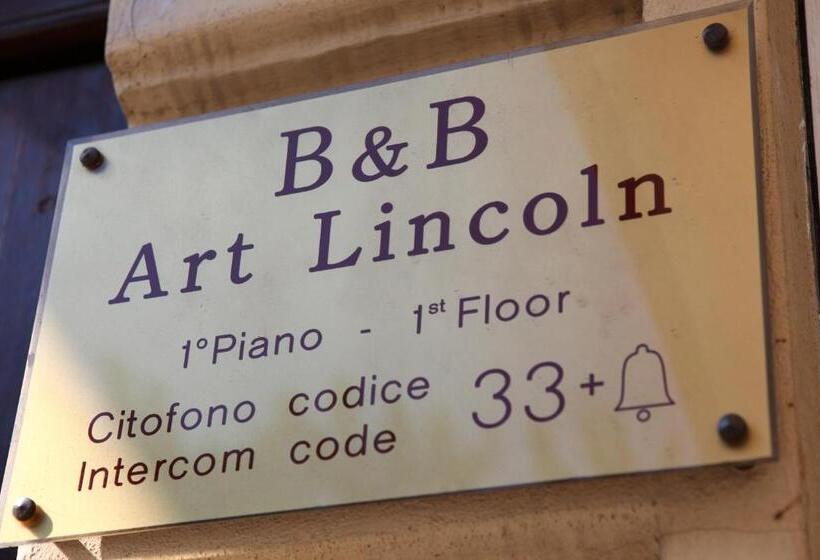 B&B
Art Lincoln
1°Piano - 1st Floor
Citofono codice 33+
Intercom code